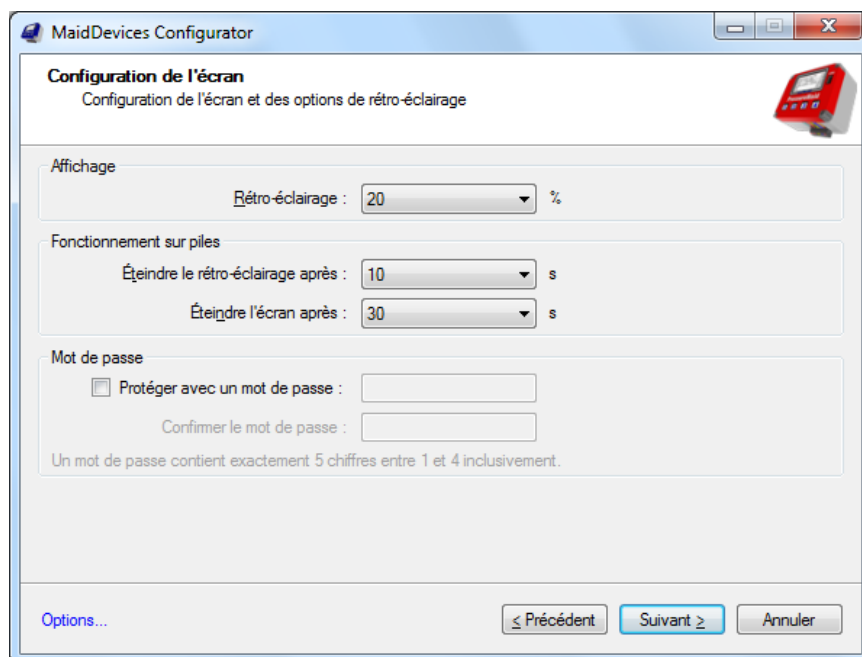 MaidDevices Configurator
Configuration de l'écran
Configuration de l'écran et des options de rétro-éclairage
Affichage
Rétro-éclairage : 20 %
Fonctionnement sur piles
Éteindre le rétro-éclairage après : 10 s
Éteindre l'écran après : 30 s
Mot de passe
Protéger avec un mot de passe :
Confirmer le mot de passe :
Un mot de passe contient exactement 5 chiffres entre 1 et 4 inclusivement.
Options... < Précédent Suivant > Annuler